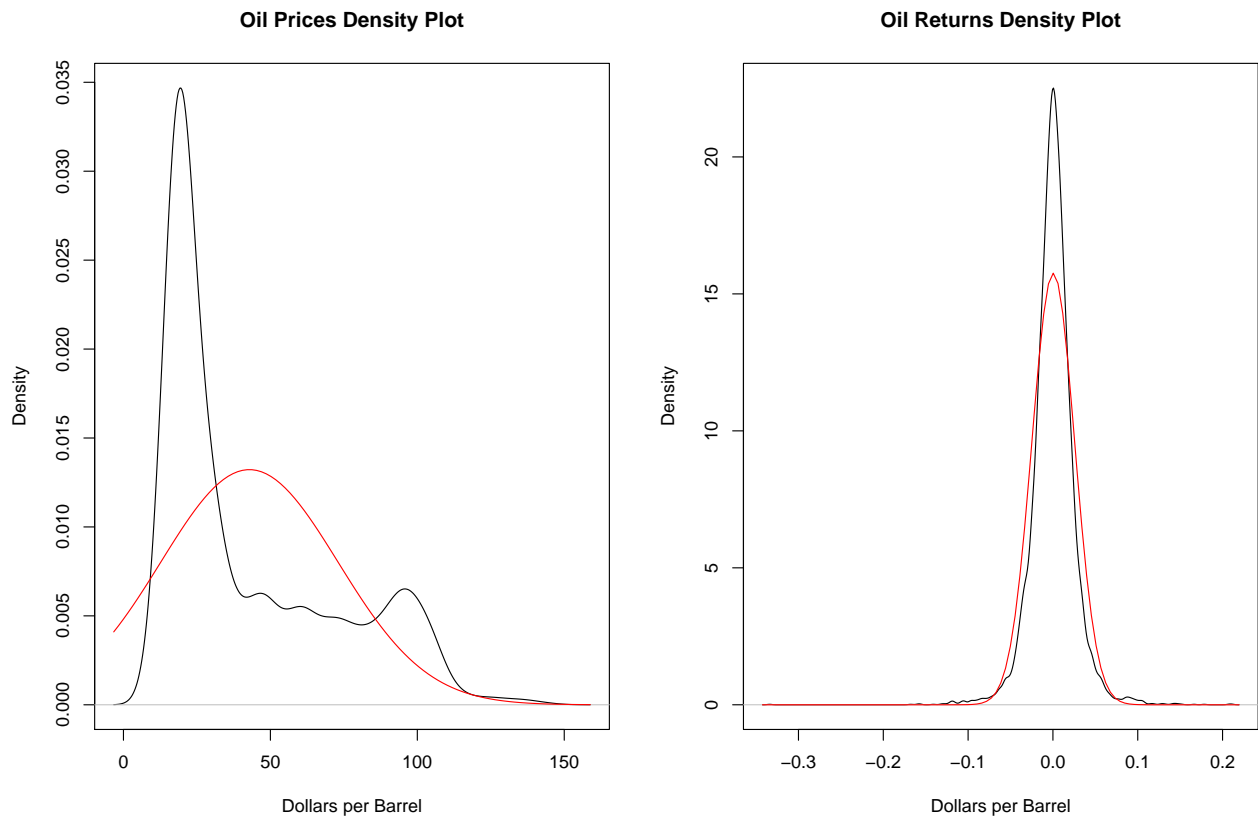 Oil Prices Density Plot
0.035
0.030
0.025
0.020
0.015
0.010
0.005
0.000
Density
0 50 100 150
Dollars per Barrel
Oil Returns Density Plot
20
15
10
5
0
Density
−0.3 −0.2 −0.1 0.0 0.1 0.2
Dollars per Barrel